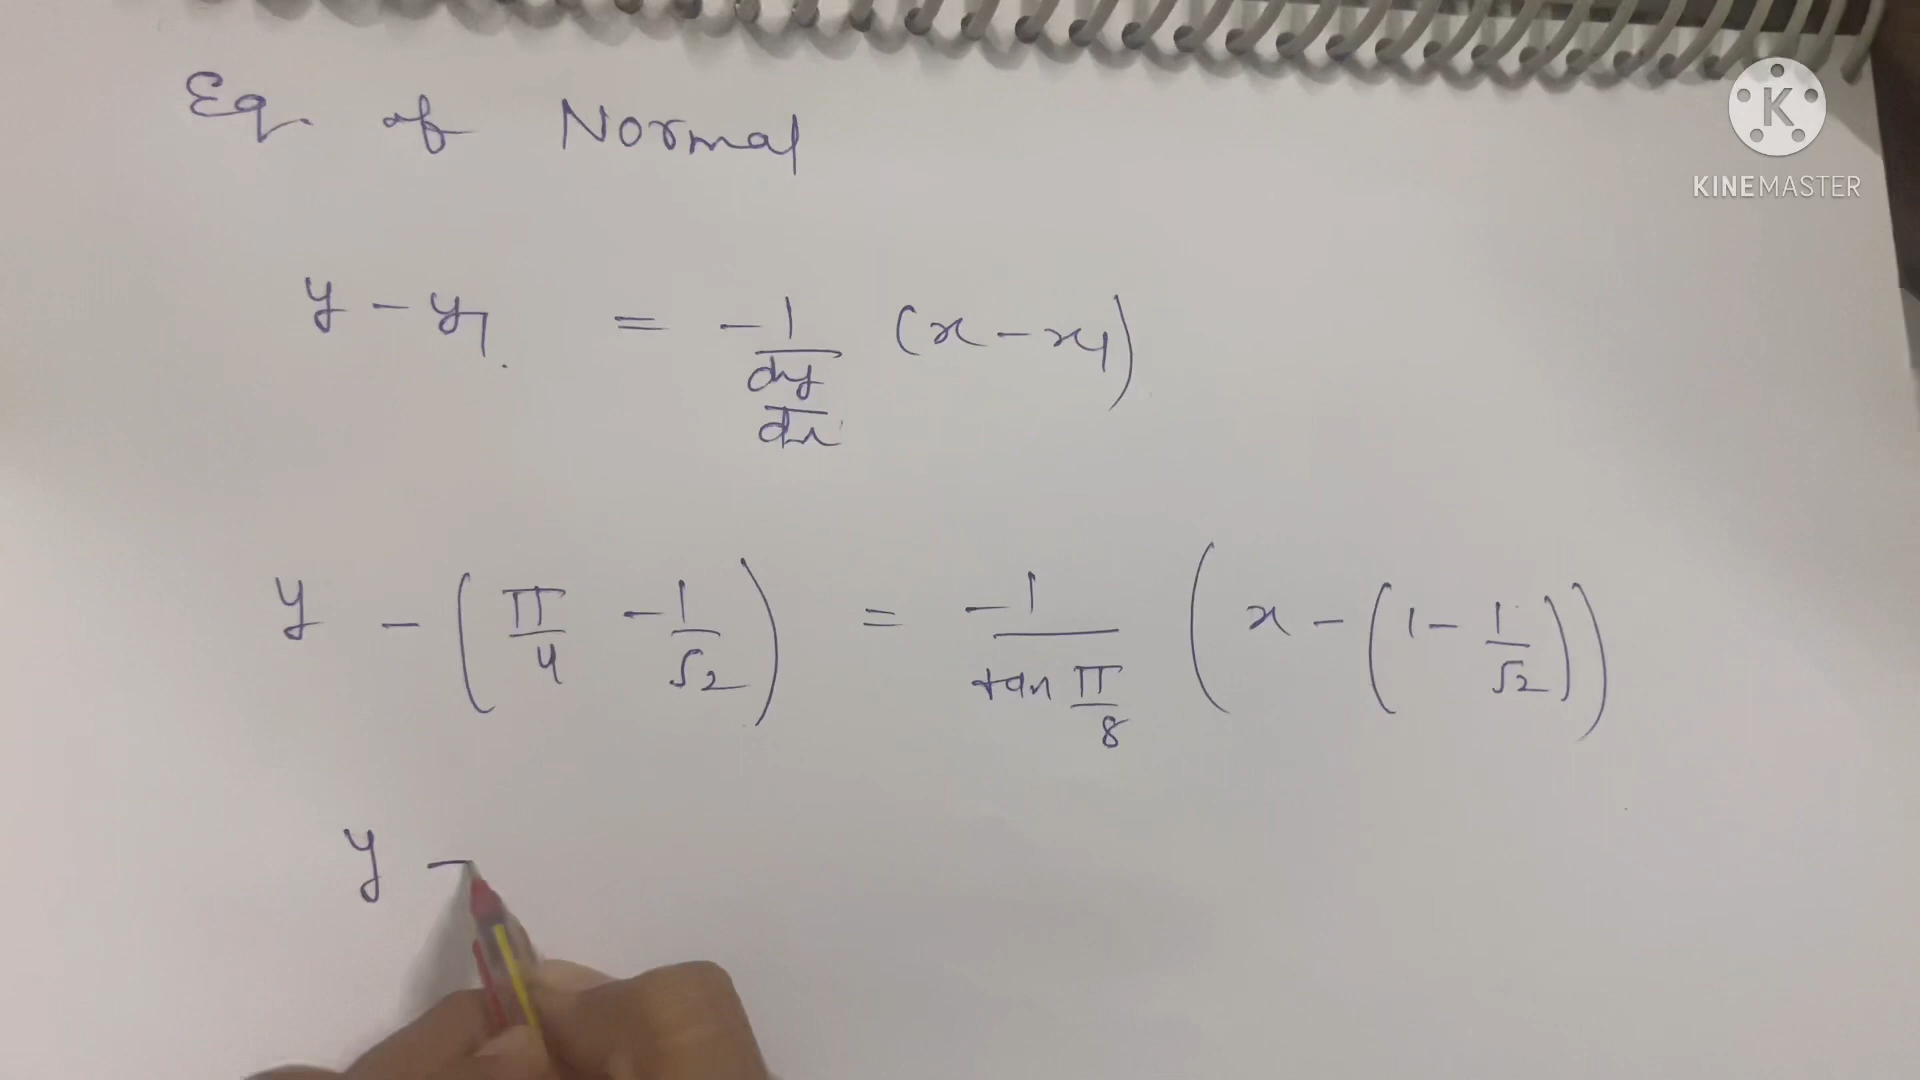 Eq. of Normal
K
KINEMASTER
y - y1. = -1/(dy/dx) (x - x1)
y - (π/4 - 1/√2) = -1/(tan π/8) (x - (1 - 1/√2))
y -